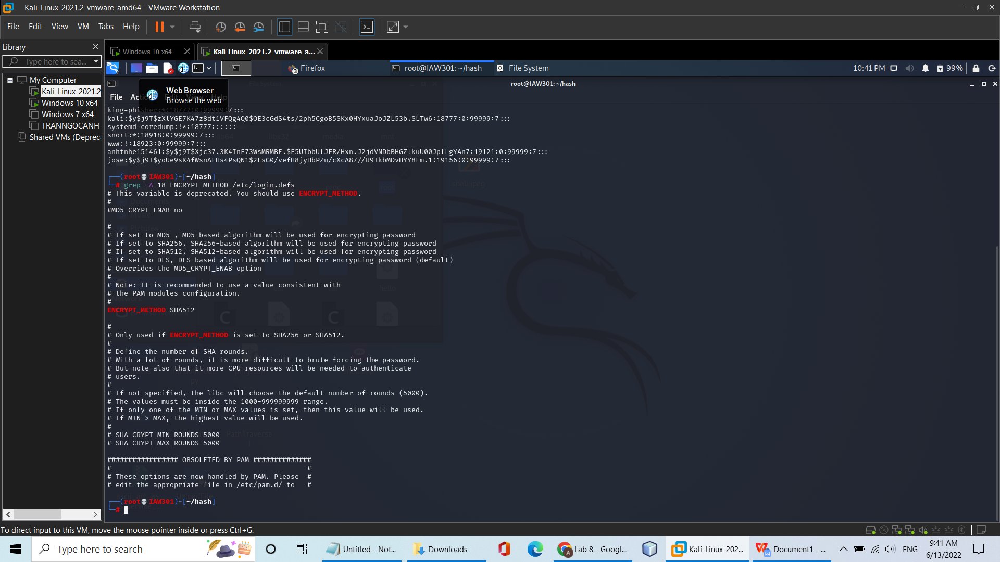 Kali-Linux-2021.2-vmware-amd64 - VMware Workstation
File Edit View VM Tabs Help
Library
Type here to sea...
My Computer
Kali-Linux-2021.2
Windows 10 x64
Windows 7 x64
TRANNGOCANH-
Shared VMs (Depreca
Windows 10 x64
Kali-Linux-2021.2-vmware-a...
3 Firefox
root@IAW301: ~/hash
File System
10:41 PM
99%
root@IAW301: ~/hash
Web Browser
Browse the web
File Actions Edit View Help
king-phisher:*:18777:0:99999:7:::
kali:$y$j9T$zXlYGE7K47z8dt1VFQg4Q0$OE3cGdS4ts/2ph5CgoB5SKx0HYxuaJoJZL53b.SLTw6:18777:0:99999:7:::
systemd-coredump:!*:18777::::::
snort:*:18918:0:99999:7:::
www:!:18923:0:99999:7:::
anhtnhe151461:$y$j9T$Xjc37.3K4InE73WsMRMBE.$E5UIbbUfJFR/Hxn.J2jdVNDbBHGZlkuU00JpfLgYAn7:19121:0:99999:7:::
jose:$y$j9T$yoUe9sK4fWsnALHs4PsQN1$2LsG0/vefH8jyHbPZu/cXcA87//R9IkbMDvHYY8Lm.1:19156:0:99999:7:::
(root💀IAW301)-[~/hash]
# grep -A 18 ENCRYPT_METHOD /etc/login.defs
# This variable is deprecated. You should use ENCRYPT_METHOD.
#
#MD5_CRYPT_ENAB no
#
# If set to MD5 , MD5-based algorithm will be used for encrypting password
# If set to SHA256, SHA256-based algorithm will be used for encrypting password
# If set to SHA512, SHA512-based algorithm will be used for encrypting password
# If set to DES, DES-based algorithm will be used for encrypting password (default)
# Overrides the MD5_CRYPT_ENAB option
#
# Note: It is recommended to use a value consistent with
# the PAM modules configuration.
#
ENCRYPT_METHOD SHA512
#
# Only used if ENCRYPT_METHOD is set to SHA256 or SHA512.
#
# Define the number of SHA rounds.
# With a lot of rounds, it is more difficult to brute forcing the password.
# But note also that it more CPU resources will be needed to authenticate
# users.
#
# If not specified, the libc will choose the default number of rounds (5000).
# The values must be inside the 1000-999999999 range.
# If only one of the MIN or MAX values is set, then this value will be used.
# If MIN > MAX, the highest value will be used.
#
# SHA_CRYPT_MIN_ROUNDS 5000
# SHA_CRYPT_MAX_ROUNDS 5000
################# OBSOLETED BY PAM ##############
# #
# These options are now handled by PAM. Please #
# edit the appropriate file in /etc/pam.d/ to #
(root💀IAW301)-[~/hash]
#
To direct input to this VM, move the mouse pointer inside or press Ctrl+G.
Type here to search
Untitled - Not...
Downloads
Lab 8 - Googl...
Kali-Linux-202...
Document1 - ...
ENG
9:41 AM
6/13/2022